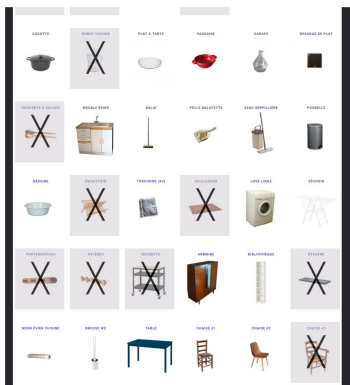 COCOTTE
ROBOT CUISINE
PLAT À TARTE
PASSOIRE
CARAFE
DESSOUS DE PLAT
COUVERTS À SALADE
MEUBLE ÉVIER
BALAI
PELLE BALAYETTE
SEAU SERPILLIÈRE
POUBELLE
BASSINE
ÉGOUTTOIR
TORCHONS (X2)
PAILLASSON
LAVE LINGE
SÉCHOIR
PORTEMANTEAU
PATÈRES
DESSERTE
ARMOIRE
BIBLIOTHÈQUE
ÉTAGÈRE
NÉON ÉVIER CUISINE
BROSSE WC
TABLE
CHAISE #1
CHAISE #2
CHAISE #3